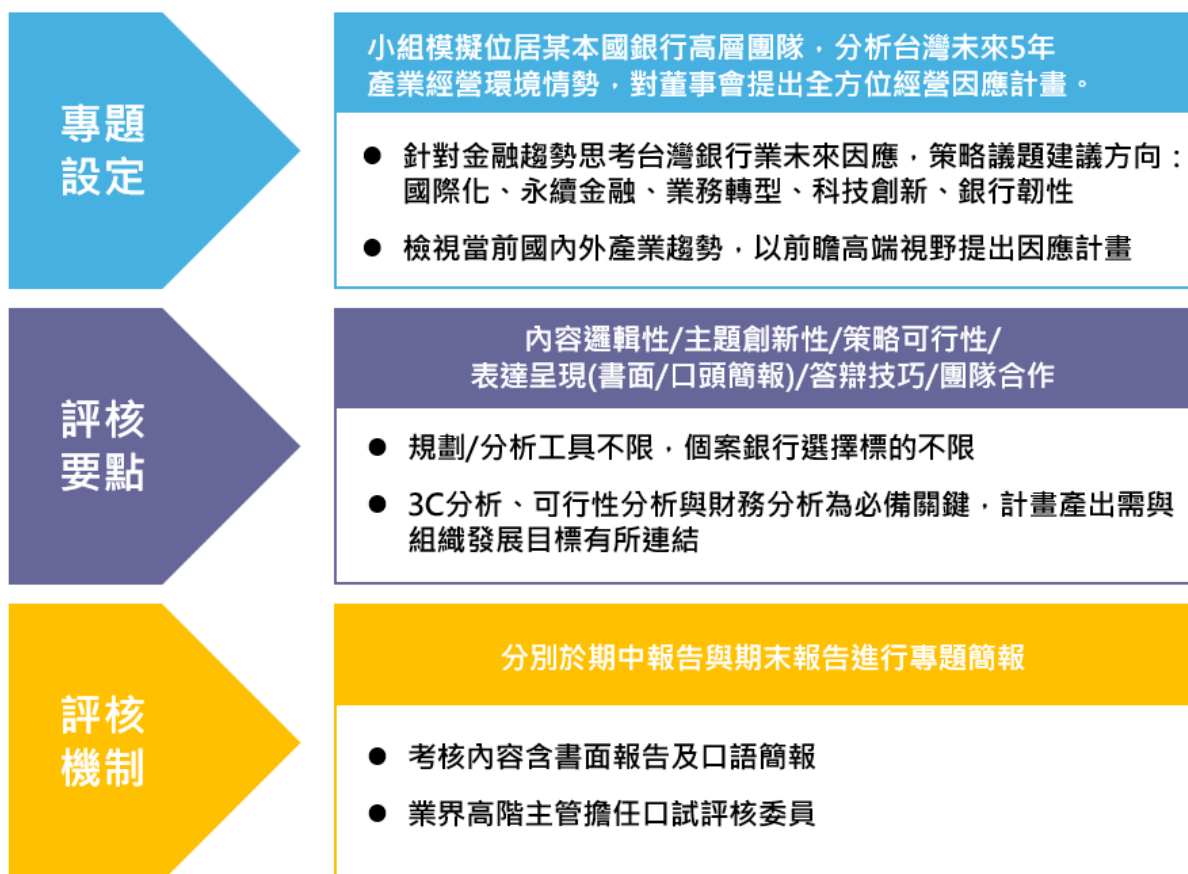 專題
設定
小組模擬位居某本國銀行高層團隊，分析台灣未來5年
產業經營環境情勢，對董事會提出全方位經營因應計畫。
● 針對金融趨勢思考台灣銀行業未來因應，策略議題建議方向：
國際化、永續金融、業務轉型、科技創新、銀行韌性
● 檢視當前國內外產業趨勢，以前瞻高端視野提出因應計畫
評核
要點
內容邏輯性/主題創新性/策略可行性/
表達呈現(書面/口頭簡報)/答辯技巧/團隊合作
● 規劃/分析工具不限，個案銀行選擇標的不限
● 3C分析、可行性分析與財務分析為必備關鍵，計畫產出需與
組織發展目標有所連結
評核
機制
分別於期中報告與期末報告進行專題簡報
● 考核內容含書面報告及口語簡報
● 業界高階主管擔任口試評核委員